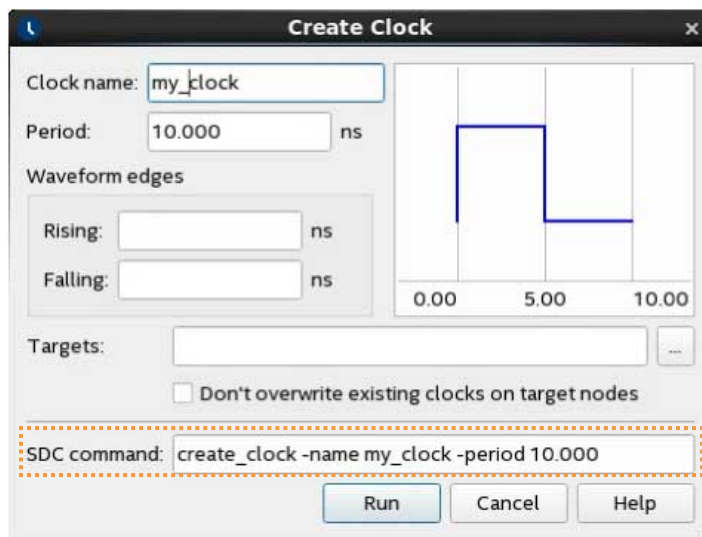 Create Clock
Clock name: my_clock
Period: 10.000 ns
Waveform edges
Rising: ns
Falling: ns
0.00 5.00 10.00
Targets: ...
Don't overwrite existing clocks on target nodes
SDC command: create_clock -name my_clock -period 10.000
Run Cancel Help